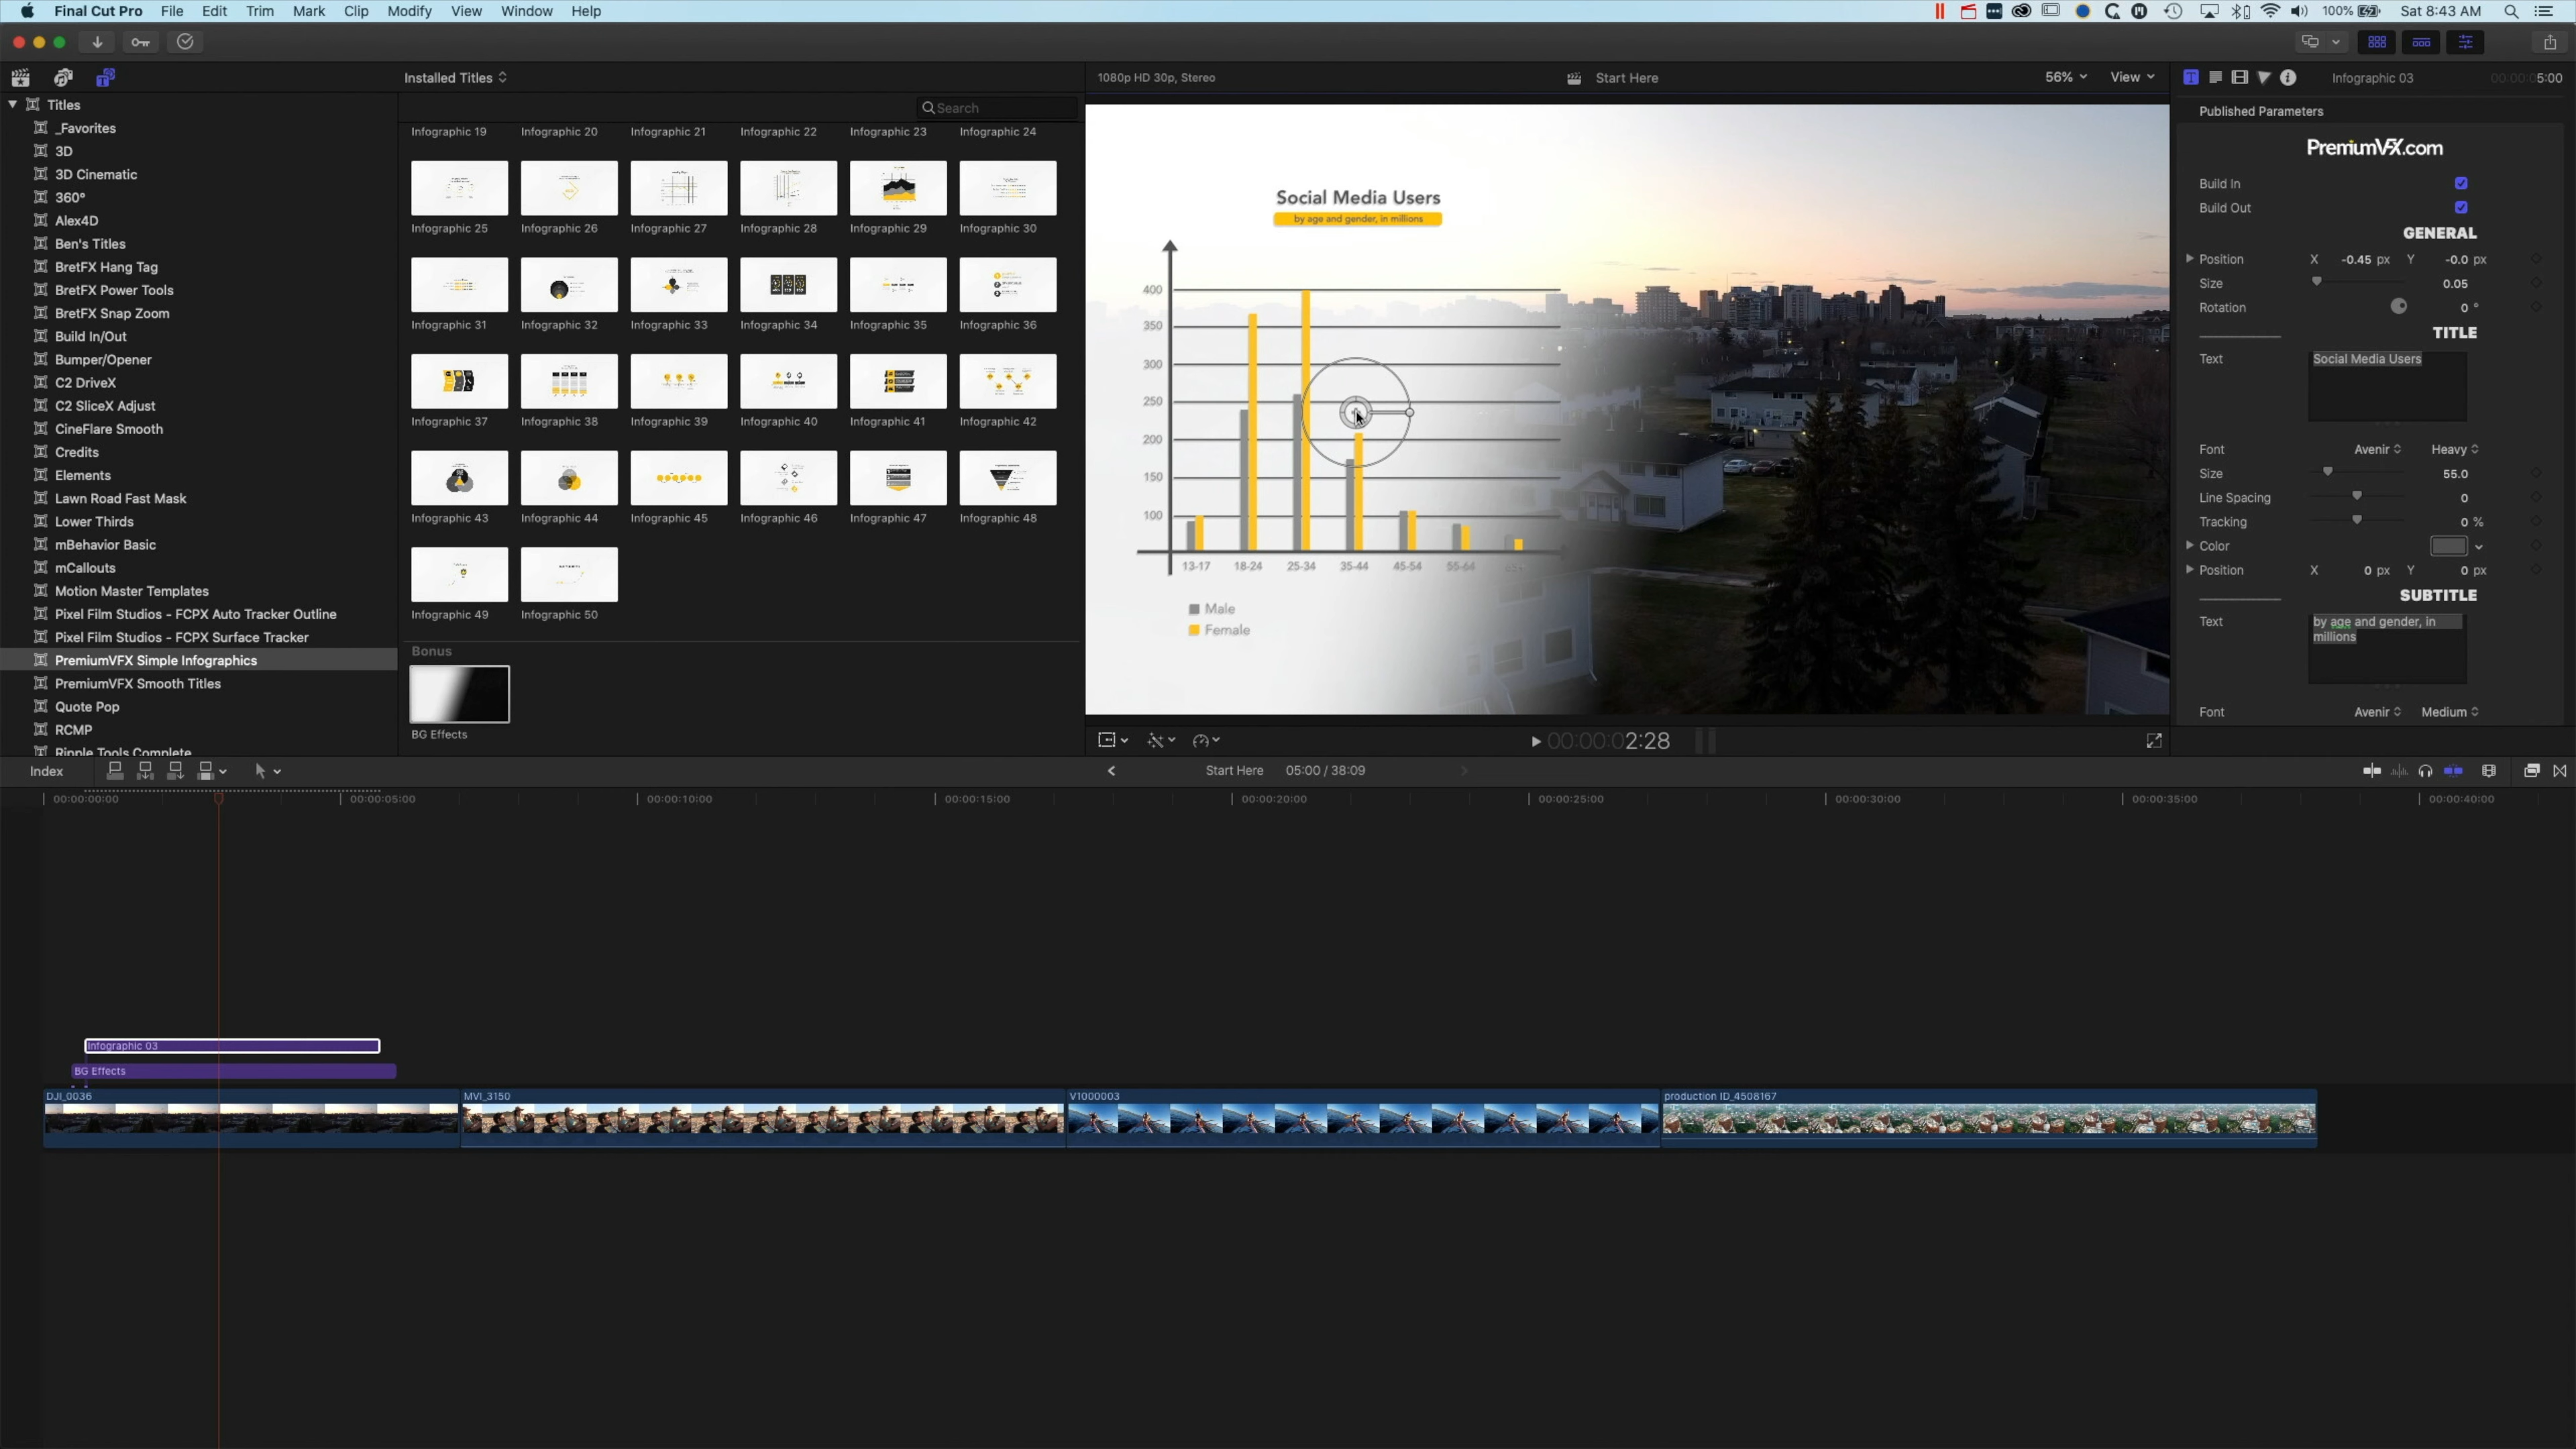 Final Cut Pro File Edit Trim Mark Clip Modify View Window Help
100% Sat 8:43 AM
Installed Titles
1080p HD 30p, Stereo
Start Here
56% View
Infographic 03
00:00:05:00
Titles
_Favorites
3D
3D Cinematic
360°
Alex4D
Ben's Titles
BretFX Hang Tag
BretFX Power Tools
BretFX Snap Zoom
Build In/Out
Bumper/Opener
C2 DriveX
C2 SliceX Adjust
CineFlare Smooth
Credits
Elements
Lawn Road Fast Mask
Lower Thirds
mBehavior Basic
mCallouts
Motion Master Templates
Pixel Film Studios - FCPX Auto Tracker Outline
Pixel Film Studios - FCPX Surface Tracker
PremiumVFX Simple Infographics
PremiumVFX Smooth Titles
Quote Pop
RCMP
Ripple Tools Complete
Search
Infographic 19 Infographic 20 Infographic 21 Infographic 22 Infographic 23 Infographic 24
Infographic 25 Infographic 26 Infographic 27 Infographic 28 Infographic 29 Infographic 30
Infographic 31 Infographic 32 Infographic 33 Infographic 34 Infographic 35 Infographic 36
Infographic 37 Infographic 38 Infographic 39 Infographic 40 Infographic 41 Infographic 42
Infographic 43 Infographic 44 Infographic 45 Infographic 46 Infographic 47 Infographic 48
Infographic 49 Infographic 50
Bonus
BG Effects
Social Media Users
by age and gender, in millions
400
350
300
250
200
150
100
13-17 18-24 25-34 35-44 45-54 55-64
Male
Female
00:00:02:28
Published Parameters
PremiumVFX.com
Build In
Build Out
GENERAL
Position X -0.45 px Y -0.0 px
Size 0.05
Rotation 0 °
TITLE
Text Social Media Users
Font Avenir Heavy
Size 55.0
Line Spacing 0
Tracking 0 %
Color
Position X 0 px Y 0 px
SUBTITLE
Text by age and gender, in
millions
Font Avenir Medium
Index
Start Here 05:00 / 38:09
00:00:00:00 00:00:05:00 00:00:10:00 00:00:15:00 00:00:20:00 00:00:25:00 00:00:30:00 00:00:35:00 00:00:40:00
Infographic 03
BG Effects
DJI_0036 MVI_3150 V1000003 production ID_4508167